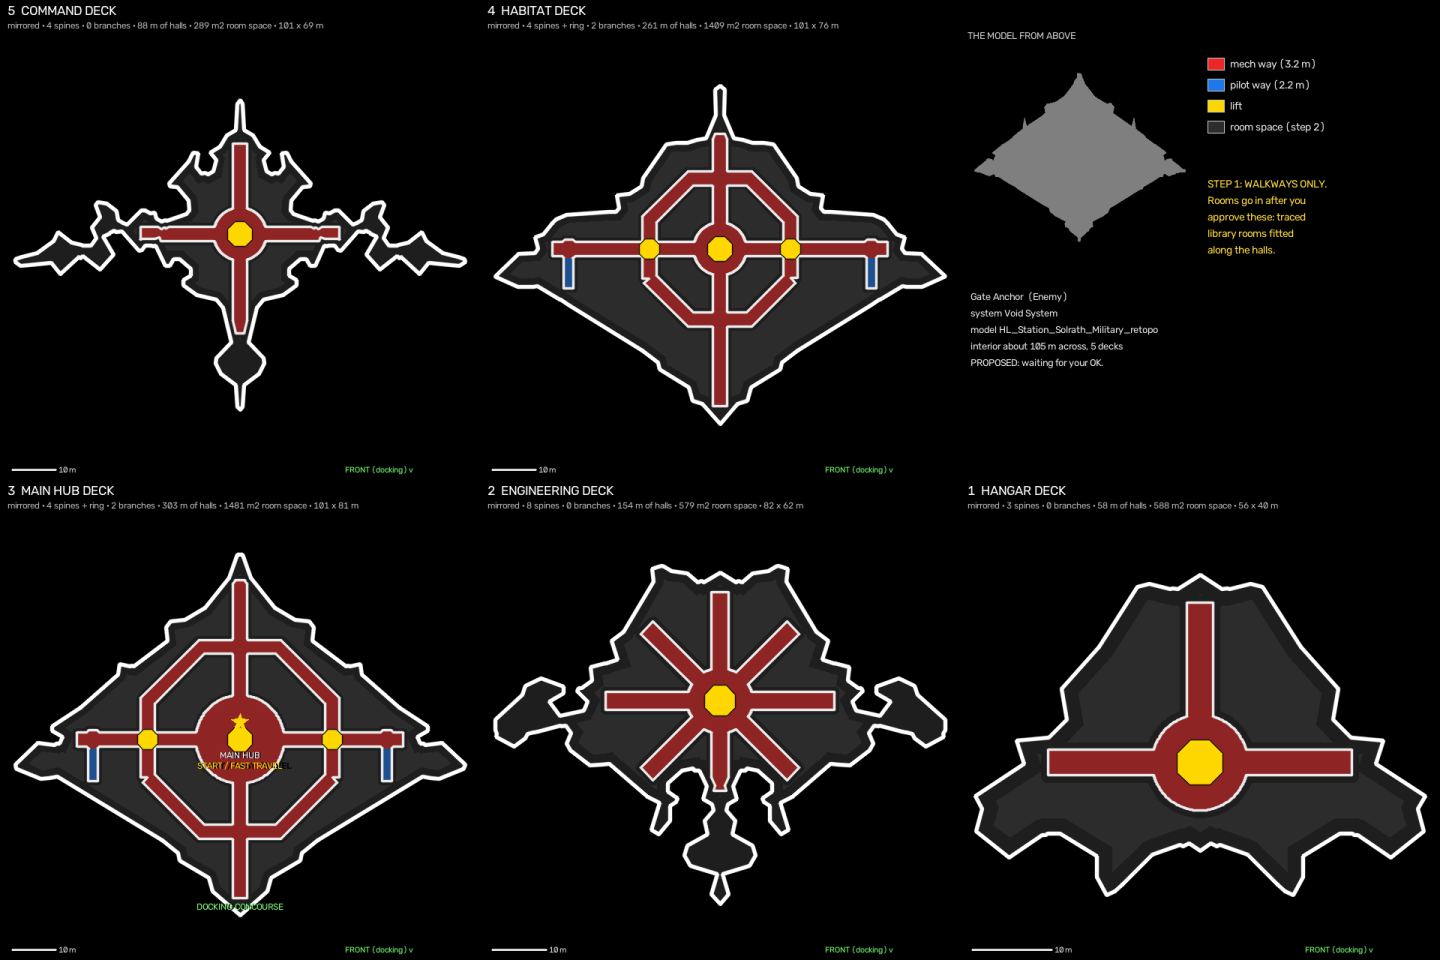 5 COMMAND DECK
mirrored • 4 spines • 0 branches • 88 m of halls • 289 m2 room space • 101 x 69 m
10 m
FRONT (docking) v
4 HABITAT DECK
mirrored • 4 spines + ring • 2 branches • 261 m of halls • 1409 m2 room space • 101 x 76 m
10 m
FRONT (docking) v
THE MODEL FROM ABOVE
mech way (3.2 m)
pilot way (2.2 m)
lift
room space (step 2)
STEP 1: WALKWAYS ONLY.
Rooms go in after you
approve these: traced
library rooms fitted
along the halls.
Gate Anchor (Enemy)
system Void System
model HL_Station_Solrath_Military_retopo
interior about 105 m across, 5 decks
PROPOSED: waiting for your OK.
3 MAIN HUB DECK
mirrored • 4 spines + ring • 2 branches • 303 m of halls • 1481 m2 room space • 101 x 81 m
MAIN HUB
START / FAST TRAVEL
DOCKING CONCOURSE
10 m
FRONT (docking) v
2 ENGINEERING DECK
mirrored • 8 spines • 0 branches • 154 m of halls • 579 m2 room space • 82 x 62 m
10 m
FRONT (docking) v
1 HANGAR DECK
mirrored • 3 spines • 0 branches • 58 m of halls • 588 m2 room space • 56 x 40 m
10 m
FRONT (docking) v